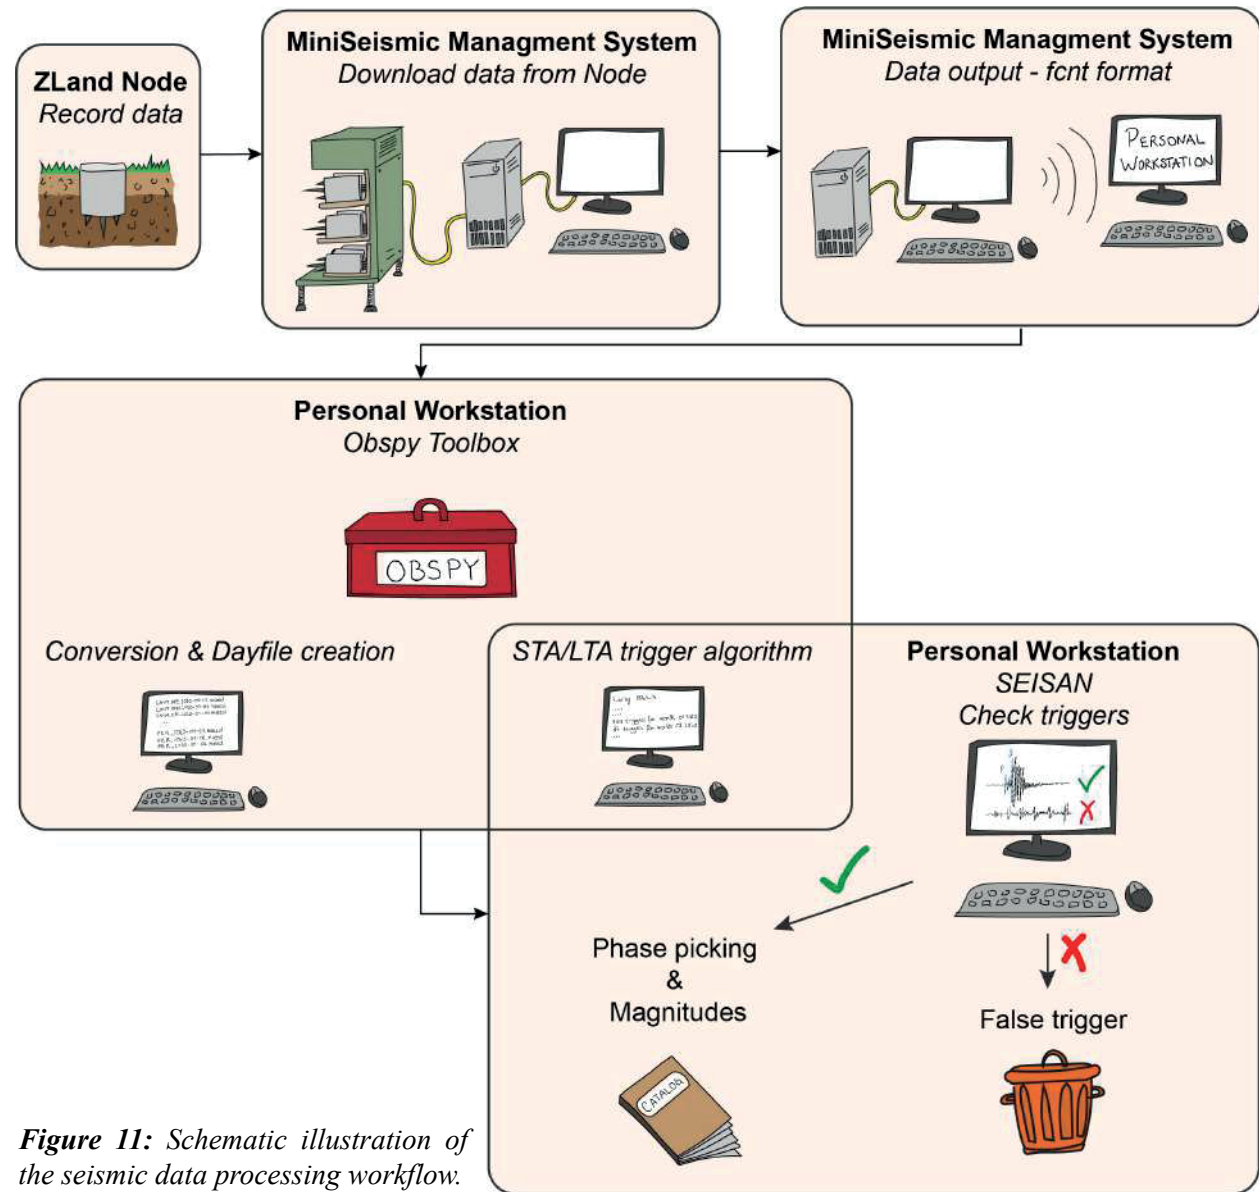 ZLand Node
Record data
MiniSeismic Managment System
Download data from Node
MiniSeismic Managment System
Data output - fcnt format
PERSONAL
WORKSTATION
Personal Workstation
Obspy Toolbox
OBSPY
Conversion & Dayfile creation
STA/LTA trigger algorithm
Personal Workstation
SEISAN
Check triggers
Phase picking
&
Magnitudes
False trigger
CATALOG
Figure 11: Schematic illustration of
the seismic data processing workflow.